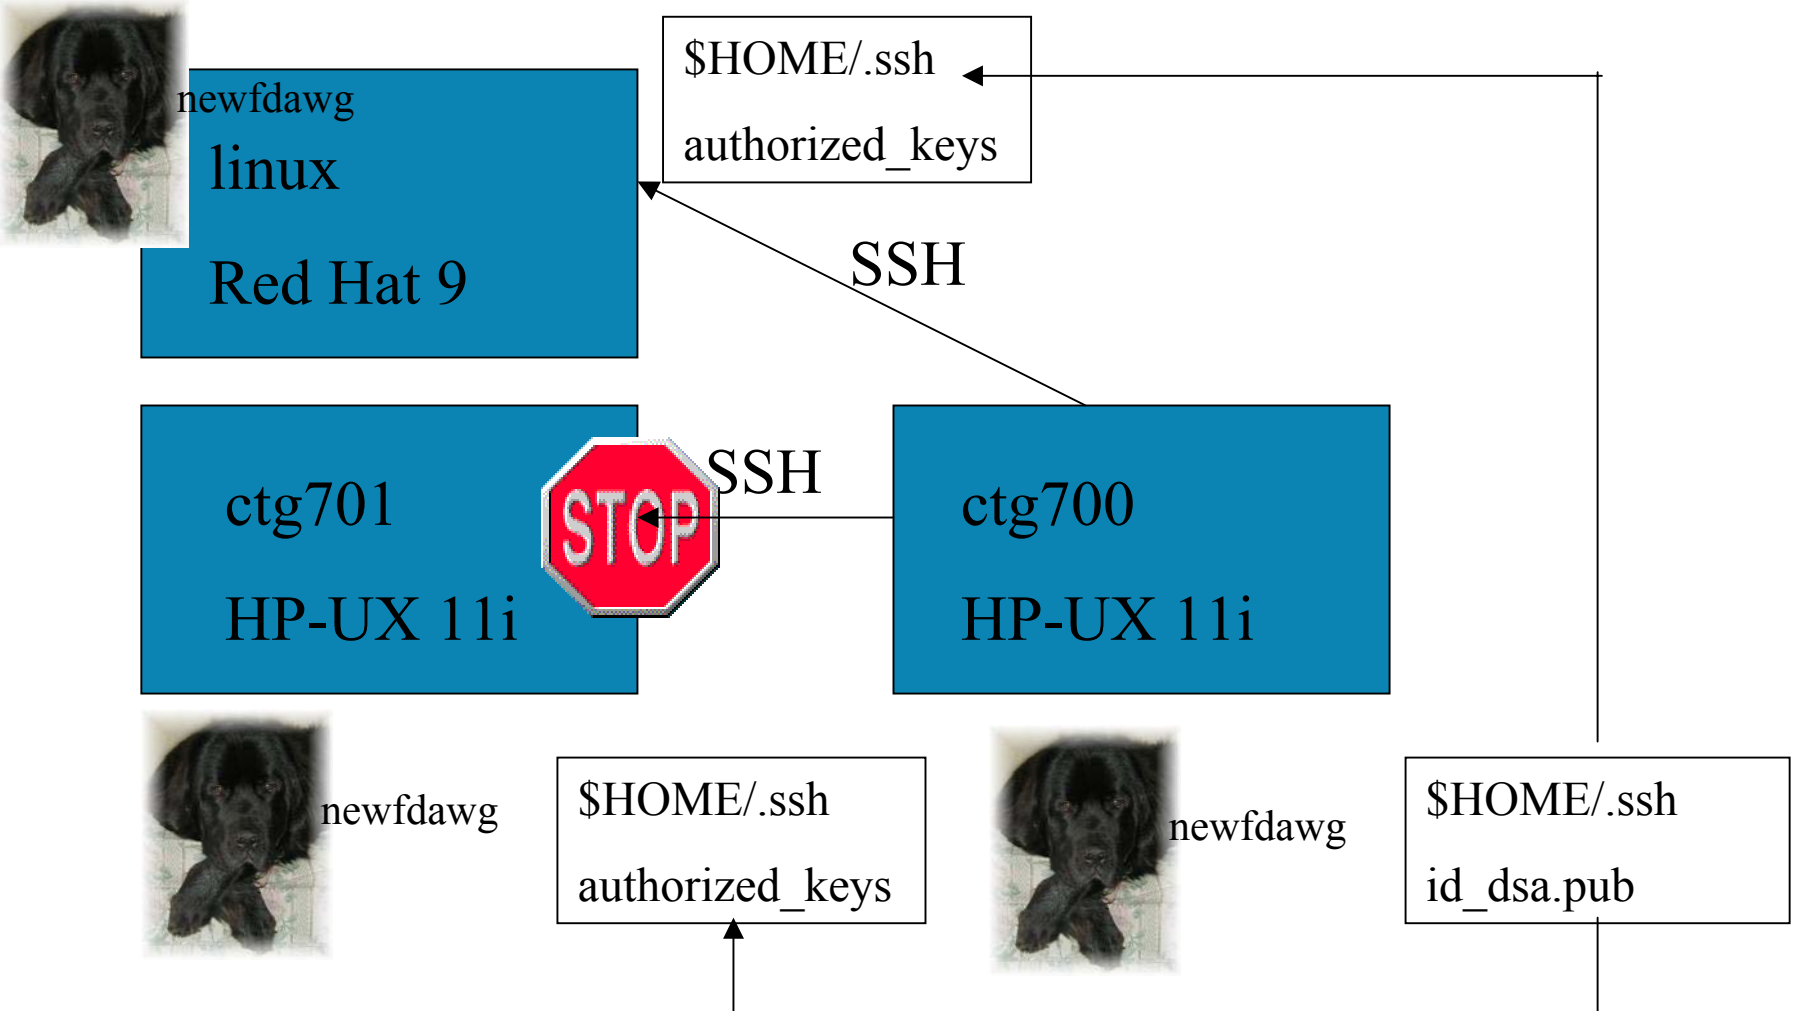 $HOME/.ssh
authorized_keys
newfdawg
linux
Red Hat 9
SSH
ctg701
HP-UX 11i
STOP
SSH
ctg700
HP-UX 11i
newfdawg
$HOME/.ssh
authorized_keys
newfdawg
$HOME/.ssh
id_dsa.pub